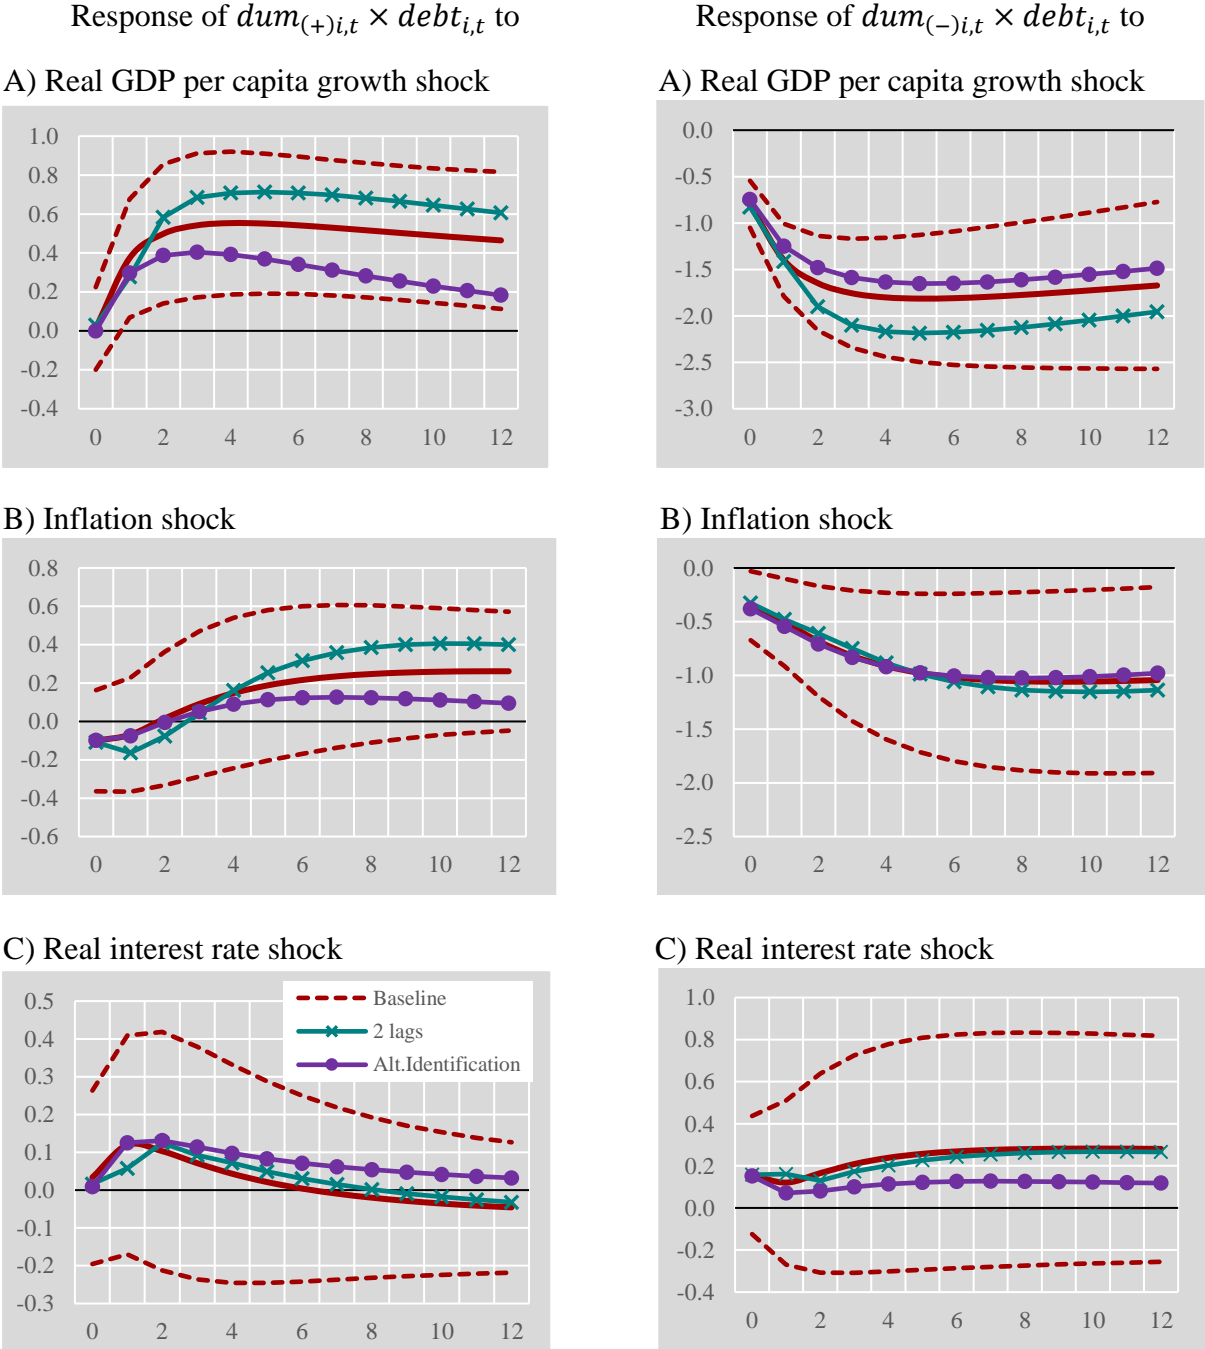 Response of dum(+)i,t × debti,t to
Response of dum(−)i,t × debti,t to
A) Real GDP per capita growth shock
1.0
0.8
0.6
0.4
0.2
0.0
-0.2
-0.4
0 2 4 6 8 10 12
A) Real GDP per capita growth shock
0.0
-0.5
-1.0
-1.5
-2.0
-2.5
-3.0
0 2 4 6 8 10 12
B) Inflation shock
0.8
0.6
0.4
0.2
0.0
-0.2
-0.4
-0.6
0 2 4 6 8 10 12
B) Inflation shock
0.0
-0.5
-1.0
-1.5
-2.0
-2.5
0 2 4 6 8 10 12
C) Real interest rate shock
0.5
0.4
0.3
0.2
0.1
0.0
-0.1
-0.2
-0.3
Baseline
2 lags
Alt.Identification
0 2 4 6 8 10 12
C) Real interest rate shock
1.0
0.8
0.6
0.4
0.2
0.0
-0.2
-0.4
0 2 4 6 8 10 12